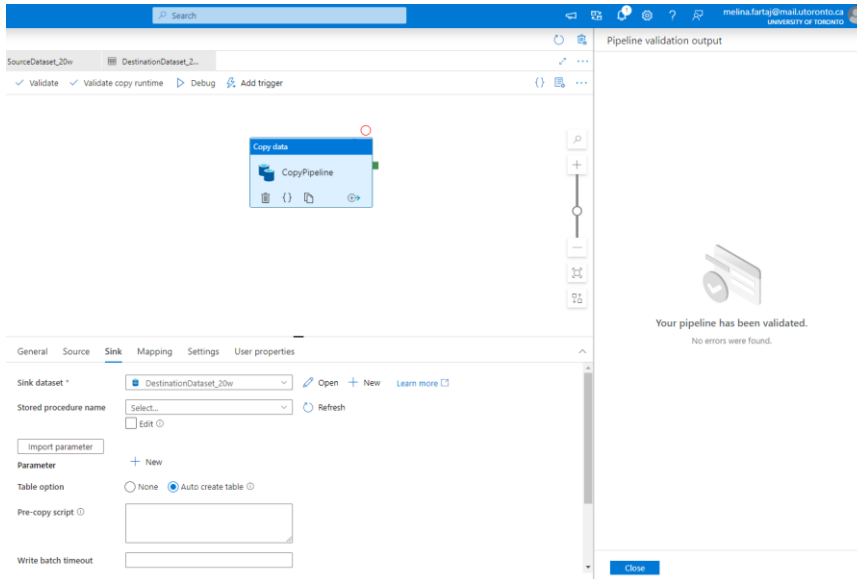 Search
melina.fartaj@mail.utoronto.ca
UNIVERSITY OF TORONTO
Pipeline validation output
SourceDataset_20w
DestinationDataset_2...
Validate
Validate copy runtime
Debug
Add trigger
Copy data
CopyPipeline
Your pipeline has been validated.
No errors were found.
General Source Sink Mapping Settings User properties
Sink dataset * DestinationDataset_20w Open New Learn more
Stored procedure name Select... Refresh
Edit
Import parameter
Parameter New
Table option None Auto create table
Pre-copy script
Write batch timeout
Close